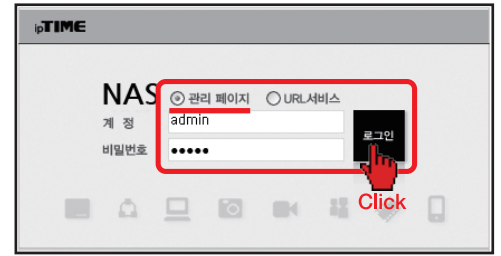 ipTIME
NAS
관리 페이지 URL서비스
계 정 admin
비밀번호 •••••
로그인
Click